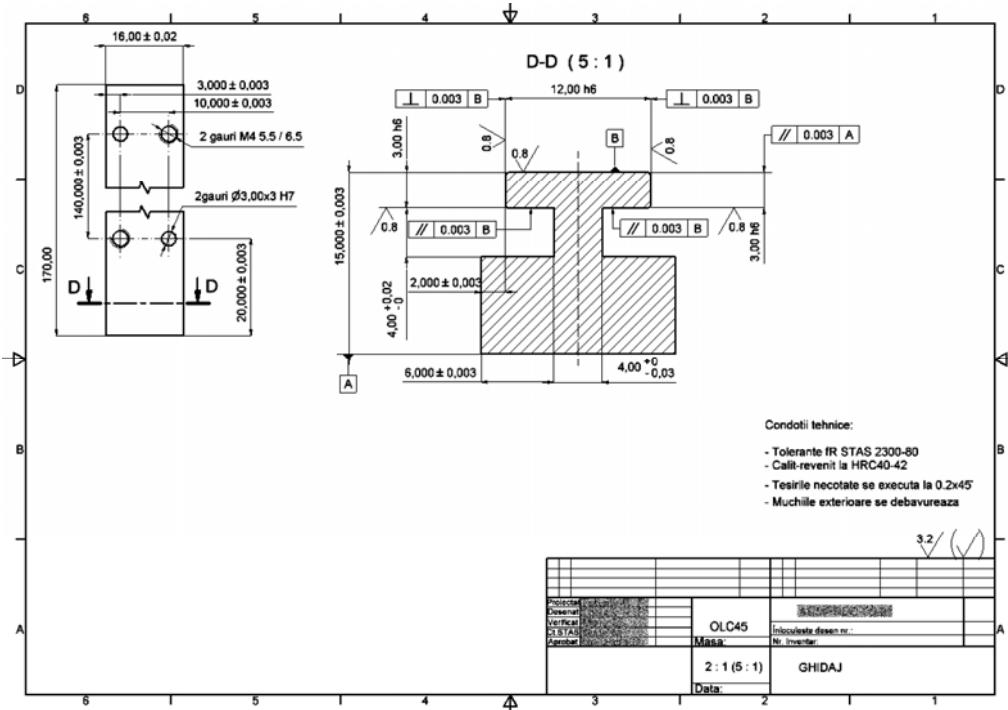 6 5 4 3 2 1
D
C
B
A
16,00 ± 0,02
3,000 ± 0,003
10,000 ± 0,003
2 gauri M4 5.5 / 6.5
140,000 ± 0,003
170,00
2gauri Ø3,00x3 H7
20,000 ± 0,003
D D
D-D ( 5 : 1 )
12,00 h6
⊥ 0.003 B
⊥ 0.003 B
// 0.003 A
3,00 h6
0.8
0.8
B
0.8
15,000 ± 0,003
0.8
// 0.003 B
// 0.003 B
0.8
3,00 h6
2,000 ± 0,003
4,00 +0,02 -0
A
6,000 ± 0,003
4,00 +0 -0,03
Condotii tehnice:
- Tolerante fR STAS 2300-80
- Calit-revenit la HRC40-42
- Tesirile necotate se executa la 0.2x45°
- Muchiile exterioare se debavureaza
3.2
Proiectat
Desenat
Verificat
Ct.STAS
Aprobat
OLC45
Masa:
Înlocuieste desen nr.:
Nr. Inventar:
2 : 1 (5 : 1)
GHIDAJ
Data:
D
C
B
A
6 5 4 3 2 1